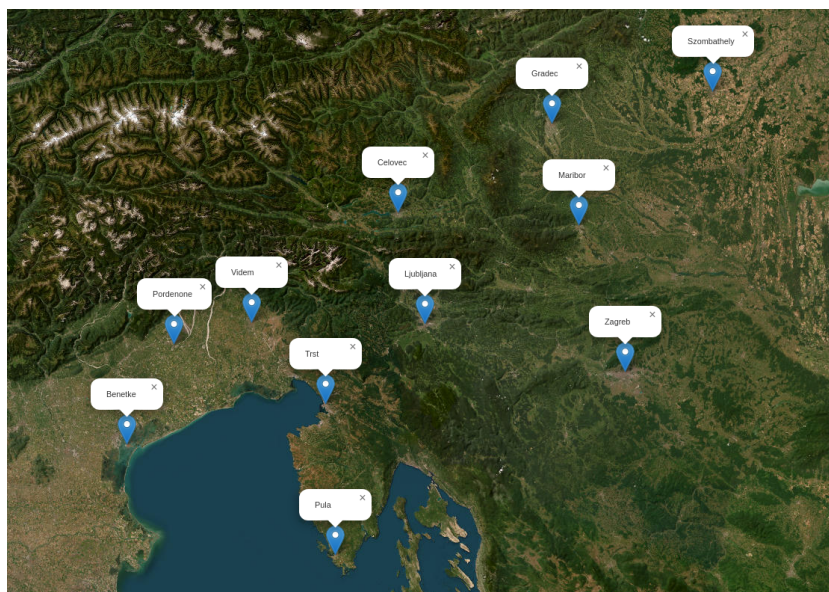 Szombathely
Gradec
Celovec
Maribor
Videm
Ljubljana
Pordenone
Zagreb
Trst
Benetke
Pula